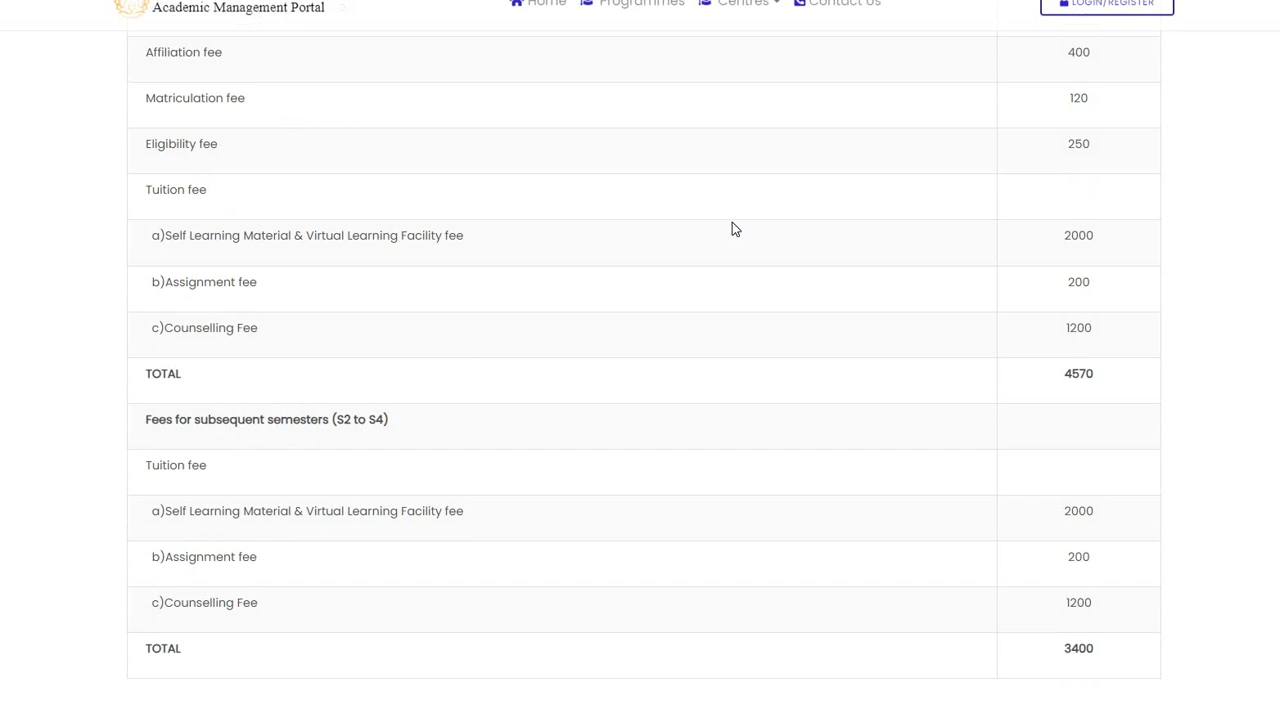 Academic Management Portal
Home Programmes Centres Contact Us
LOGIN/REGISTER
Affiliation fee 400
Matriculation fee 120
Eligibility fee 250
Tuition fee
a)Self Learning Material & Virtual Learning Facility fee 2000
b)Assignment fee 200
c)Counselling Fee 1200
TOTAL 4570
Fees for subsequent semesters (S2 to S4)
Tuition fee
a)Self Learning Material & Virtual Learning Facility fee 2000
b)Assignment fee 200
c)Counselling Fee 1200
TOTAL 3400